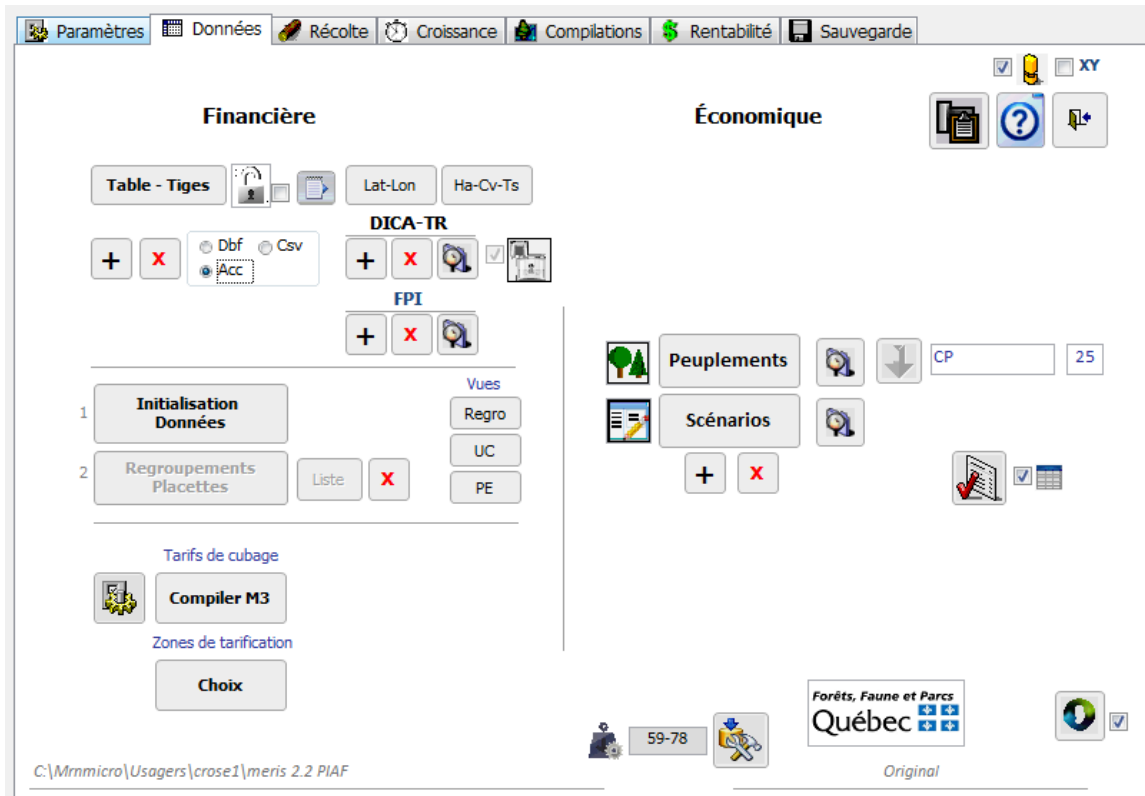 Paramètres Données Récolte Croissance Compilations Rentabilité Sauvegarde
XY
Financière
Économique
Table - Tiges
Lat-Lon
Ha-Cv-Ts
DICA-TR
+
x
Dbf
Csv
Acc
+
x
FPI
+
x
Peuplements
CP
25
Scénarios
+
x
Vues
1
Initialisation
Données
Regro
UC
2
Regroupements
Placettes
Liste
x
PE
Tarifs de cubage
Compiler M3
Zones de tarification
Choix
59-78
Forêts, Faune et Parcs
Québec
C:\Mrnmicro\Usagers\crose1\meris 2.2 PIAF
Original